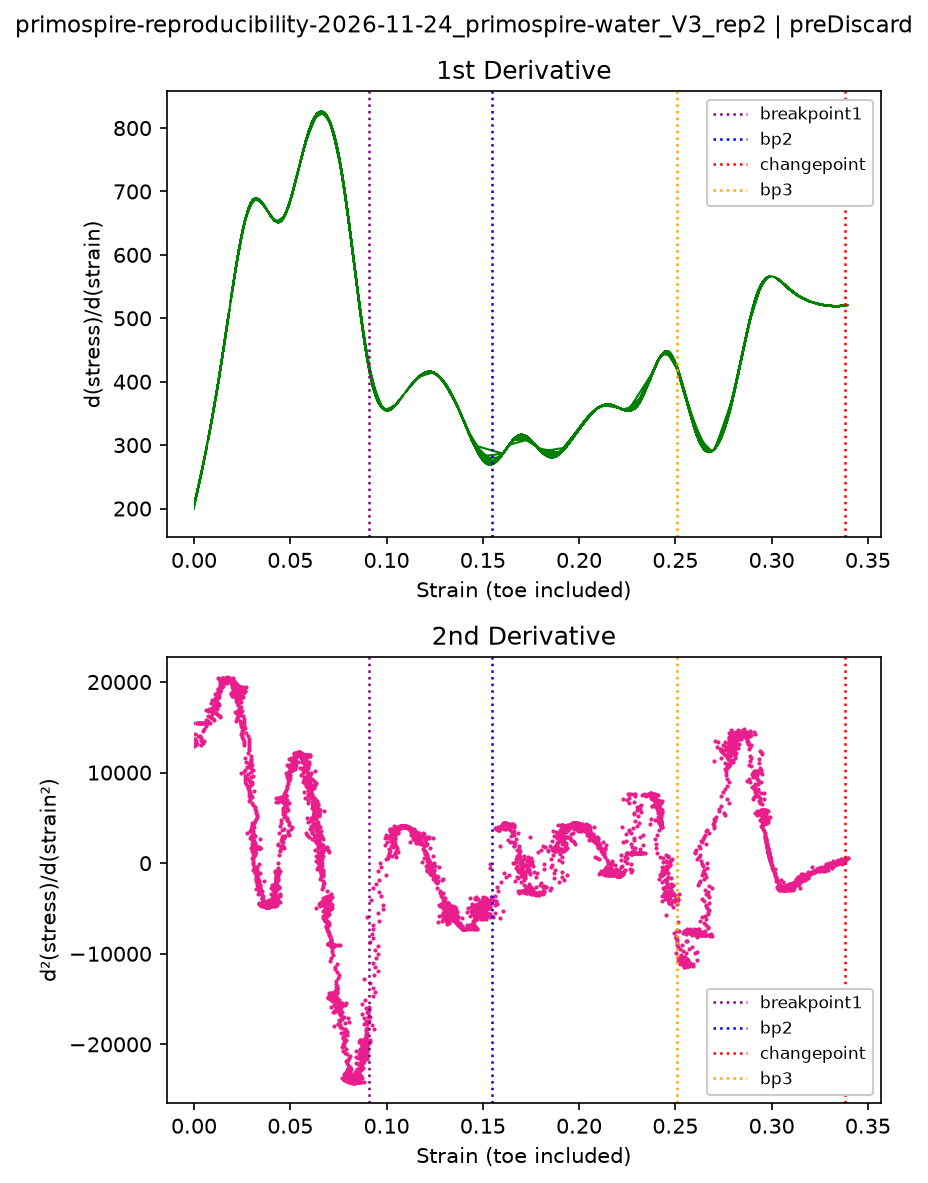 primospire-reproducibility-2026-11-24_primospire-water_V3_rep2 | preDiscard
1st Derivative
d(stress)/d(strain)
800
700
600
500
400
300
200
breakpoint1
bp2
changepoint
bp3
0.00 0.05 0.10 0.15 0.20 0.25 0.30 0.35
Strain (toe included)
2nd Derivative
d²(stress)/d(strain²)
20000
10000
0
−10000
−20000
breakpoint1
bp2
changepoint
bp3
0.00 0.05 0.10 0.15 0.20 0.25 0.30 0.35
Strain (toe included)